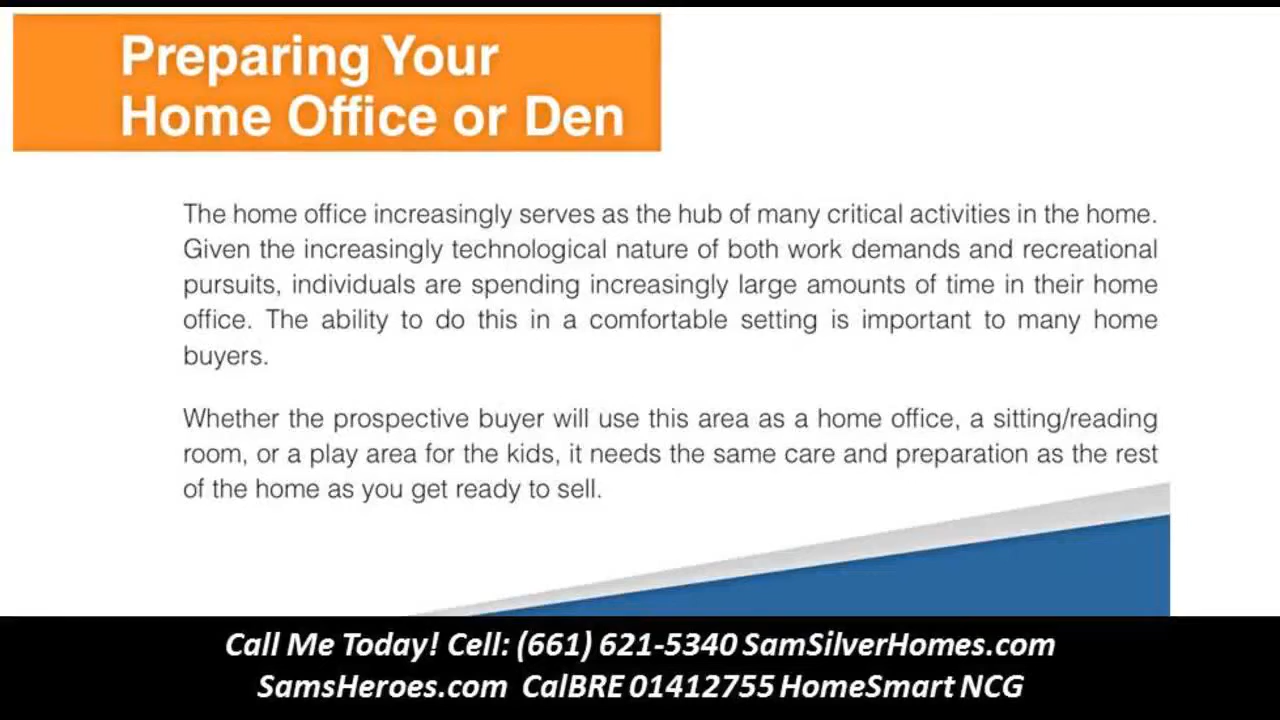 Preparing Your
Home Office or Den
The home office increasingly serves as the hub of many critical activities in the home.
Given the increasingly technological nature of both work demands and recreational
pursuits, individuals are spending increasingly large amounts of time in their home
office. The ability to do this in a comfortable setting is important to many home
buyers.
Whether the prospective buyer will use this area as a home office, a sitting/reading
room, or a play area for the kids, it needs the same care and preparation as the rest
of the home as you get ready to sell.
Call Me Today! Cell: (661) 621-5340 SamSilverHomes.com
SamsHeroes.com CalBRE 01412755 HomeSmart NCG